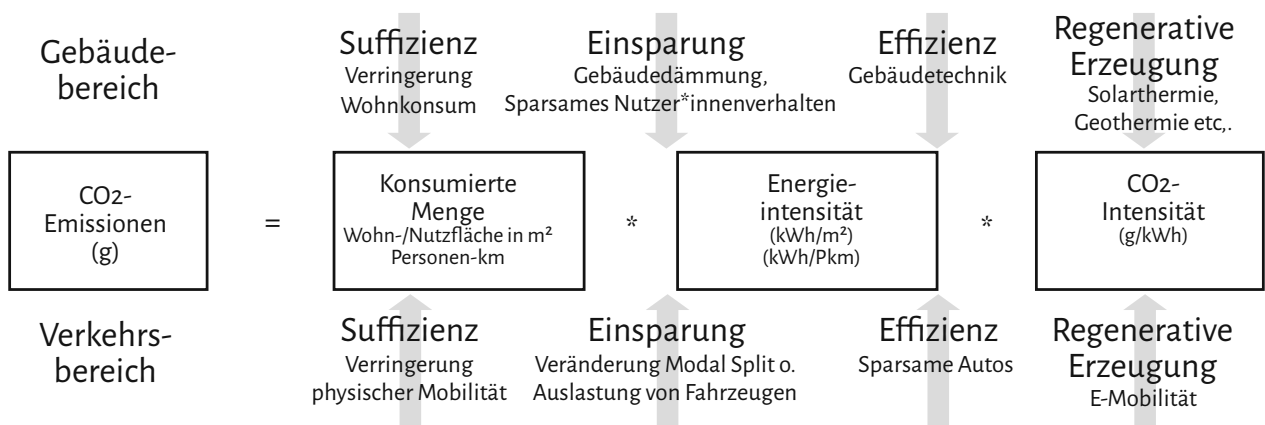 Gebäude-
bereich
Suffizienz
Verringerung
Wohnkonsum
Einsparung
Gebäudedämmung,
Sparsames Nutzer*innenverhalten
Effizienz
Gebäudetechnik
Regenerative
Erzeugung
Solarthermie,
Geothermie etc,.
CO2-
Emissionen
(g)
=
Konsumierte
Menge
Wohn-/Nutzfläche in m²
Personen-km
*
Energie-
intensität
(kWh/m²)
(kWh/Pkm)
*
CO2-
Intensität
(g/kWh)
Verkehrs-
bereich
Suffizienz
Verringerung
physischer Mobilität
Einsparung
Veränderung Modal Split o.
Auslastung von Fahrzeugen
Effizienz
Sparsame Autos
Regenerative
Erzeugung
E-Mobilität